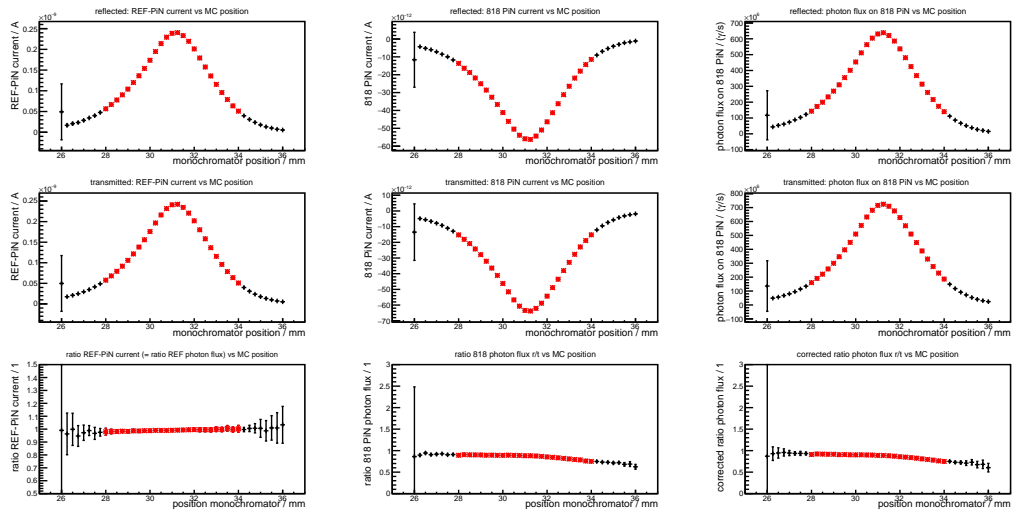 reflected: REF-PiN current vs MC position
reflected: 818 PiN current vs MC position
reflected: photon flux on 818 PiN vs MC position
×10⁻⁹
×10⁻¹²
×10⁶
REF-PiN current / A
0.25
0.2
0.15
0.1
0.05
0
26 28 30 32 34 36
monochromator position / mm
818 PiN current / A
0
−10
−20
−30
−40
−50
−60
26 28 30 32 34 36
monochromator position / mm
photon flux on 818 PiN / (γ/s)
700
600
500
400
300
200
100
0
−100
26 28 30 32 34 36
monochromator position / mm
transmitted: REF-PiN current vs MC position
transmitted: 818 PiN current vs MC position
transmitted: photon flux on 818 PiN vs MC position
×10⁻⁹
×10⁻¹²
×10⁶
REF-PiN current / A
0.25
0.2
0.15
0.1
0.05
0
26 28 30 32 34 36
monochromator position / mm
818 PiN current / A
0
−10
−20
−30
−40
−50
−60
−70
26 28 30 32 34 36
monochromator position / mm
photon flux on 818 PiN / (γ/s)
800
700
600
500
400
300
200
100
0
−100
26 28 30 32 34 36
monochromator position / mm
ratio REF-PiN current (= ratio REF photon flux) vs MC position
ratio 818 photon flux r/t vs MC position
corrected ratio photon flux r/t vs MC position
ratio REF-PiN current / 1
1.5
1.4
1.3
1.2
1.1
1
0.9
0.8
0.7
0.6
0.5
26 28 30 32 34 36
position monochromator / mm
ratio 818 PiN photon flux / 1
3
2.5
2
1.5
1
0.5
0
26 28 30 32 34 36
position monochromator / mm
corrected ratio photon flux / 1
3
2.5
2
1.5
1
0.5
0
26 28 30 32 34 36
position monochromator / mm